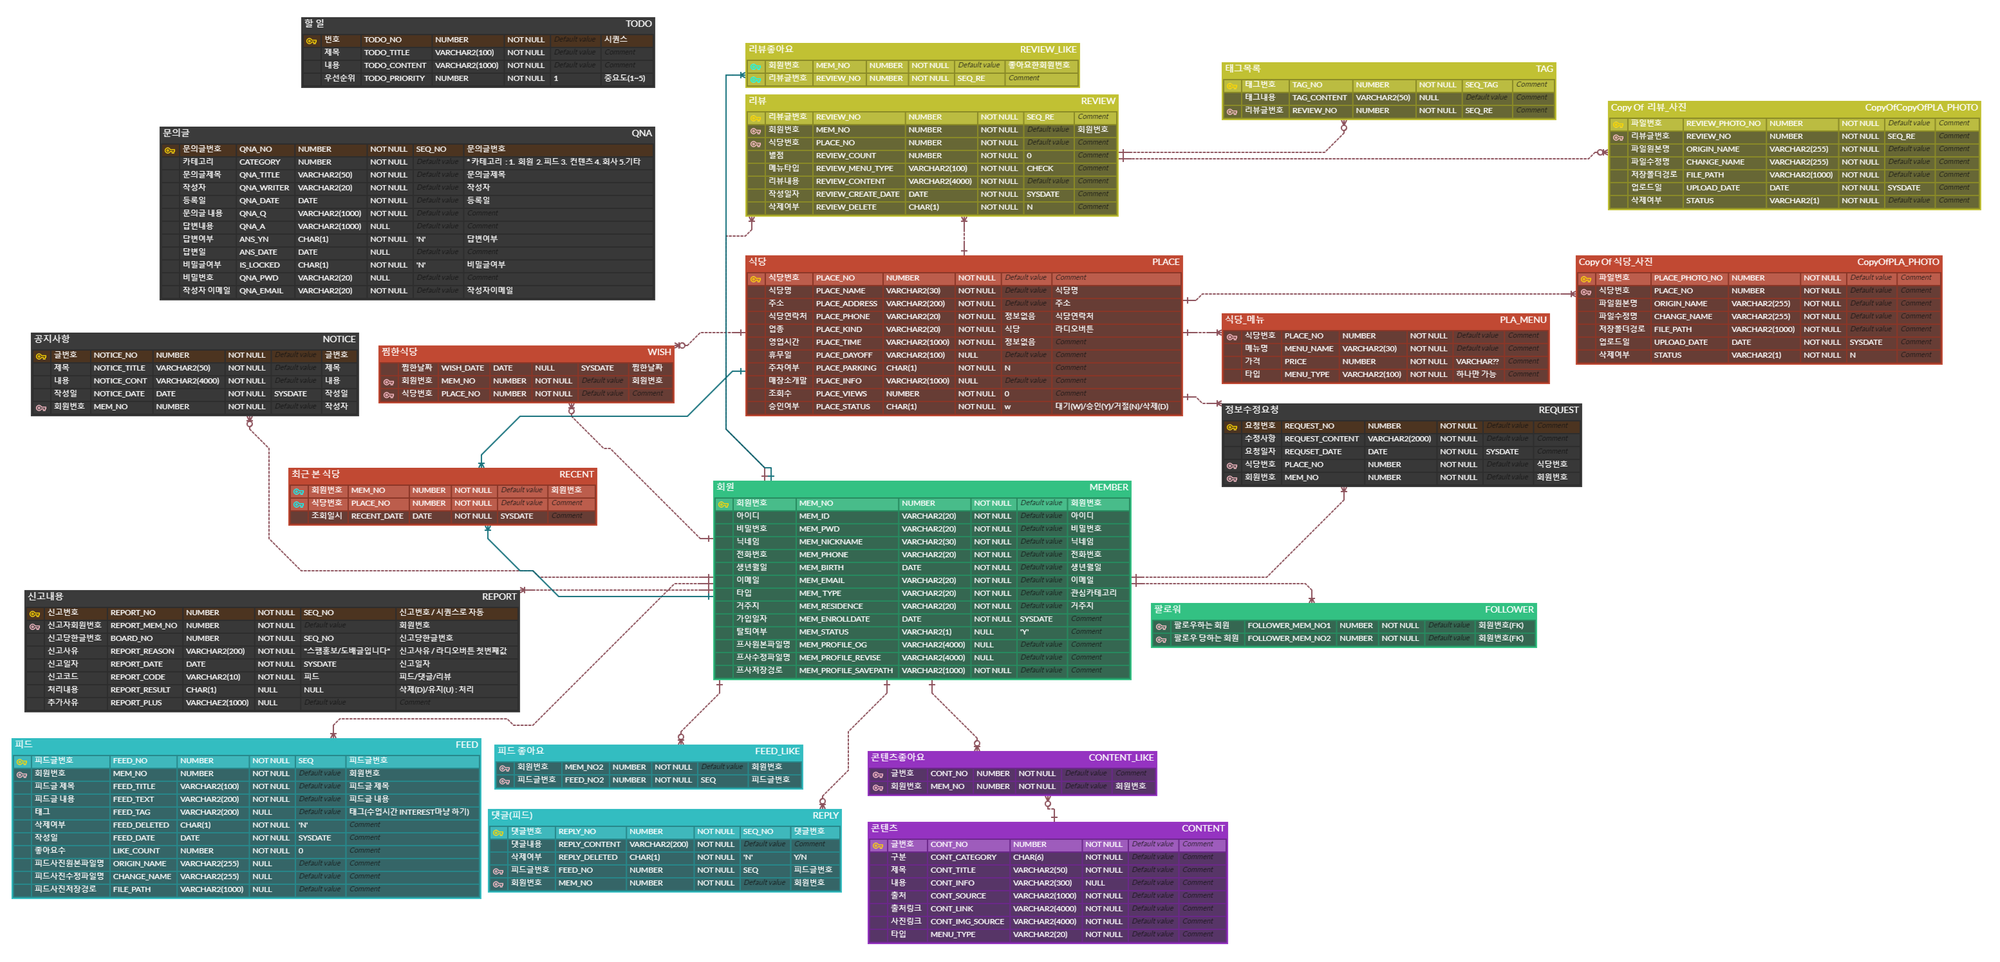 할 일 TODO
번호 TODO_NO NUMBER NOT NULL Default value 시퀀스
제목 TODO_TITLE VARCHAR2(100) NOT NULL Default value Comment
내용 TODO_CONTENT VARCHAR2(1000) NOT NULL Default value Comment
우선순위 TODO_PRIORITY NUMBER NOT NULL 1 중요도(1~5)
문의글 QNA
문의글번호 QNA_NO NUMBER NOT NULL SEQ_NO 문의글번호
카테고리 CATEGORY NUMBER NOT NULL Default value * 카테고리 : 1. 회원 2.피드 3. 컨텐츠 4. 회사 5.기타
문의글제목 QNA_TITLE VARCHAR2(50) NOT NULL Default value 문의글제목
작성자 QNA_WRITER VARCHAR2(20) NOT NULL Default value 작성자
등록일 QNA_DATE DATE NOT NULL Default value 등록일
문의글 내용 QNA_Q VARCHAR2(1000) NOT NULL Default value Comment
답변내용 QNA_A VARCHAR2(1000) NULL Default value Comment
답변여부 ANS_YN CHAR(1) NOT NULL 'N' 답변여부
답변일 ANS_DATE DATE NULL Default value Comment
비밀글여부 IS_LOCKED CHAR(1) NOT NULL 'N' 비밀글여부
비밀번호 QNA_PWD VARCHAR2(20) NULL Default value Comment
작성자 이메일 QNA_EMAIL VARCHAR2(20) NOT NULL Default value 작성자이메일
리뷰좋아요 REVIEW_LIKE
회원번호 MEM_NO NUMBER NOT NULL Default value 좋아요한회원번호
리뷰글번호 REVIEW_NO NUMBER NOT NULL SEQ_RE Comment
리뷰 REVIEW
리뷰글번호 REVIEW_NO NUMBER NOT NULL SEQ_RE Comment
회원번호 MEM_NO NUMBER NOT NULL Default value 회원번호
식당번호 PLACE_NO NUMBER NOT NULL Default value Comment
별점 REVIEW_COUNT NUMBER NOT NULL 0 Comment
메뉴타입 REVIEW_MENU_TYPE VARCHAR2(100) NOT NULL CHECK Comment
리뷰내용 REVIEW_CONTENT VARCHAR2(4000) NOT NULL Default value Comment
작성일자 REVIEW_CREATE_DATE DATE NOT NULL SYSDATE Comment
삭제여부 REVIEW_DELETE CHAR(1) NOT NULL N Comment
태그목록 TAG
태그번호 TAG_NO NUMBER NOT NULL SEQ_TAG Comment
태그내용 TAG_CONTENT VARCHAR2(50) NULL Default value Comment
리뷰글번호 REVIEW_NO NUMBER NOT NULL SEQ_RE Comment
Copy Of 리뷰_사진 CopyOfCopyOfPLA_PHOTO
파일번호 REVIEW_PHOTO_NO NUMBER NOT NULL Default value Comment
리뷰글번호 REVIEW_NO NUMBER NOT NULL SEQ_RE Comment
파일원본명 ORIGIN_NAME VARCHAR2(255) NOT NULL Default value Comment
파일수정명 CHANGE_NAME VARCHAR2(255) NOT NULL Default value Comment
저장폴더경로 FILE_PATH VARCHAR2(1000) NOT NULL Default value Comment
업로드일 UPLOAD_DATE DATE NOT NULL SYSDATE Comment
삭제여부 STATUS VARCHAR2(1) NOT NULL Default value Comment
식당 PLACE
식당번호 PLACE_NO NUMBER NOT NULL Default value Comment
식당명 PLACE_NAME VARCHAR2(30) NOT NULL Default value 식당명
주소 PLACE_ADDRESS VARCHAR2(200) NOT NULL Default value 주소
식당연락처 PLACE_PHONE VARCHAR2(20) NOT NULL 정보없음 식당연락처
업종 PLACE_KIND VARCHAR2(20) NOT NULL 식당 라디오버튼
영업시간 PLACE_TIME VARCHAR2(1000) NOT NULL 정보없음 Comment
휴무일 PLACE_DAYOFF VARCHAR2(100) NULL Default value Comment
주차여부 PLACE_PARKING CHAR(1) NOT NULL N Comment
매장소개말 PLACE_INFO VARCHAR2(1000) NULL Default value Comment
조회수 PLACE_VIEWS NUMBER NOT NULL 0 Comment
승인여부 PLACE_STATUS CHAR(1) NOT NULL w 대기(W)/승인(Y)/거절(N)/삭제(D)
Copy Of 식당_사진 CopyOfPLA_PHOTO
파일번호 PLACE_PHOTO_NO NUMBER NOT NULL Default value Comment
식당번호 PLACE_NO NUMBER NOT NULL Default value Comment
파일원본명 ORIGIN_NAME VARCHAR2(255) NOT NULL Default value Comment
파일수정명 CHANGE_NAME VARCHAR2(255) NOT NULL Default value Comment
저장폴더경로 FILE_PATH VARCHAR2(1000) NOT NULL Default value Comment
업로드일 UPLOAD_DATE DATE NOT NULL SYSDATE Comment
삭제여부 STATUS VARCHAR2(1) NOT NULL N Comment
식당_메뉴 PLA_MENU
식당번호 PLACE_NO NUMBER NOT NULL Default value Comment
메뉴명 MENU_NAME VARCHAR2(30) NOT NULL Default value Comment
가격 PRICE NUMBER NOT NULL VARCHAR?? Comment
타입 MENU_TYPE VARCHAR2(100) NOT NULL 하나만 가능 Comment
공지사항 NOTICE
글번호 NOTICE_NO NUMBER NOT NULL Default value 글번호
제목 NOTICE_TITLE VARCHAR2(50) NOT NULL Default value 제목
내용 NOTICE_CONT VARCHAR2(4000) NOT NULL Default value 내용
작성일 NOTICE_DATE DATE NOT NULL SYSDATE 작성일
회원번호 MEM_NO NUMBER NOT NULL Default value 작성자
찜한식당 WISH
찜한날짜 WISH_DATE DATE NULL SYSDATE 찜한날짜
회원번호 MEM_NO NUMBER NOT NULL Default value 회원번호
식당번호 PLACE_NO NUMBER NOT NULL Default value Comment
정보수정요청 REQUEST
요청번호 REQUEST_NO NUMBER NOT NULL Default value Comment
수정사항 REQUEST_CONTENT VARCHAR2(2000) NOT NULL Default value Comment
요청일자 REQUSET_DATE DATE NOT NULL SYSDATE Comment
식당번호 PLACE_NO NUMBER NOT NULL Default value 식당번호
회원번호 MEM_NO NUMBER NOT NULL Default value 회원번호
최근 본 식당 RECENT
회원번호 MEM_NO NUMBER NOT NULL Default value 회원번호
식당번호 PLACE_NO NUMBER NOT NULL Default value Comment
조회일시 RECENT_DATE DATE NOT NULL SYSDATE Comment
회원 MEMBER
회원번호 MEM_NO NUMBER NOT NULL Default value 회원번호
아이디 MEM_ID VARCHAR2(20) NOT NULL Default value 아이디
비밀번호 MEM_PWD VARCHAR2(20) NOT NULL Default value 비밀번호
닉네임 MEM_NICKNAME VARCHAR2(30) NOT NULL Default value 닉네임
전화번호 MEM_PHONE VARCHAR2(20) NOT NULL Default value 전화번호
생년월일 MEM_BIRTH DATE NOT NULL Default value 생년월일
이메일 MEM_EMAIL VARCHAR2(20) NOT NULL Default value 이메일
타입 MEM_TYPE VARCHAR2(20) NOT NULL Default value 관심카테고리
거주지 MEM_RESIDENCE VARCHAR2(20) NOT NULL Default value 거주지
가입일자 MEM_ENROLLDATE DATE NOT NULL SYSDATE Comment
탈퇴여부 MEM_STATUS VARCHAR2(1) NULL 'Y' Comment
프사원본파일명 MEM_PROFILE_OG VARCHAR2(4000) NULL Default value Comment
프사수정파일명 MEM_PROFILE_REVISE VARCHAR2(4000) NULL Default value Comment
프사저장경로 MEM_PROFILE_SAVEPATH VARCHAR2(1000) NOT NULL Default value Comment
신고내용 REPORT
신고번호 REPORT_NO NUMBER NOT NULL SEQ_NO 신고번호 / 시퀀스로 자동
신고자회원번호 REPORT_MEM_NO NUMBER NOT NULL Default value 회원번호
신고당한글번호 BOARD_NO NUMBER NOT NULL SEQ_NO 신고당한글번호
신고사유 REPORT_REASON VARCHAR2(200) NOT NULL "스팸홍보/도배글입니다" 신고사유 / 라디오버튼 첫번째값
신고일자 REPORT_DATE DATE NOT NULL SYSDATE 신고일자
신고코드 REPORT_CODE VARCHAR2(10) NOT NULL 피드 피드/댓글/리뷰
처리내용 REPORT_RESULT CHAR(1) NULL NULL 삭제(D)/유지(U) : 처리
추가사유 REPORT_PLUS VARCHAE2(1000) NULL Default value Comment
팔로워 FOLLOWER
팔로우하는 회원 FOLLOWER_MEM_NO1 NUMBER NOT NULL Default value 회원번호(FK)
팔로우 당하는 회원 FOLLOWER_MEM_NO2 NUMBER NOT NULL Default value 회원번호(FK)
피드 FEED
피드글번호 FEED_NO NUMBER NOT NULL SEQ 피드글번호
회원번호 MEM_NO NUMBER NOT NULL Default value 회원번호
피드글 제목 FEED_TITLE VARCHAR2(100) NOT NULL Default value 피드글 제목
피드글 내용 FEED_TEXT VARCHAR2(200) NOT NULL Default value 피드글 내용
태그 FEED_TAG VARCHAR2(200) NULL Default value 태그(수업시간 INTEREST마냥 하기)
삭제여부 FEED_DELETED CHAR(1) NOT NULL 'N' Comment
작성일 FEED_DATE DATE NOT NULL SYSDATE Comment
좋아요수 LIKE_COUNT NUMBER NOT NULL 0 Comment
피드사진원본파일명 ORIGIN_NAME VARCHAR2(255) NULL Default value Comment
피드사진수정파일명 CHANGE_NAME VARCHAR2(255) NULL Default value Comment
피드사진저장경로 FILE_PATH VARCHAR2(1000) NULL Default value Comment
피드 좋아요 FEED_LIKE
회원번호 MEM_NO2 NUMBER NOT NULL Default value 회원번호
피드글번호 FEED_NO2 NUMBER NOT NULL SEQ 피드글번호
댓글(피드) REPLY
댓글번호 REPLY_NO NUMBER NOT NULL SEQ_NO 댓글번호
댓글내용 REPLY_CONTENT VARCHAR2(200) NOT NULL Default value Comment
삭제여부 REPLY_DELETED CHAR(1) NOT NULL 'N' Y/N
피드글번호 FEED_NO NUMBER NOT NULL SEQ 피드글번호
회원번호 MEM_NO NUMBER NOT NULL Default value 회원번호
콘텐츠좋아요 CONTENT_LIKE
글번호 CONT_NO NUMBER NOT NULL Default value Comment
회원번호 MEM_NO NUMBER NOT NULL Default value 회원번호
콘텐츠 CONTENT
글번호 CONT_NO NUMBER NOT NULL Default value Comment
구분 CONT_CATEGORY CHAR(6) NOT NULL Default value Comment
제목 CONT_TITLE VARCHAR2(50) NOT NULL Default value Comment
내용 CONT_INFO VARCHAR2(300) NULL Default value Comment
출처 CONT_SOURCE VARCHAR2(1000) NOT NULL Default value Comment
출처링크 CONT_LINK VARCHAR2(4000) NOT NULL Default value Comment
사진링크 CONT_IMG_SOURCE VARCHAR2(4000) NOT NULL Default value Comment
타입 MENU_TYPE VARCHAR2(20) NOT NULL Default value Comment